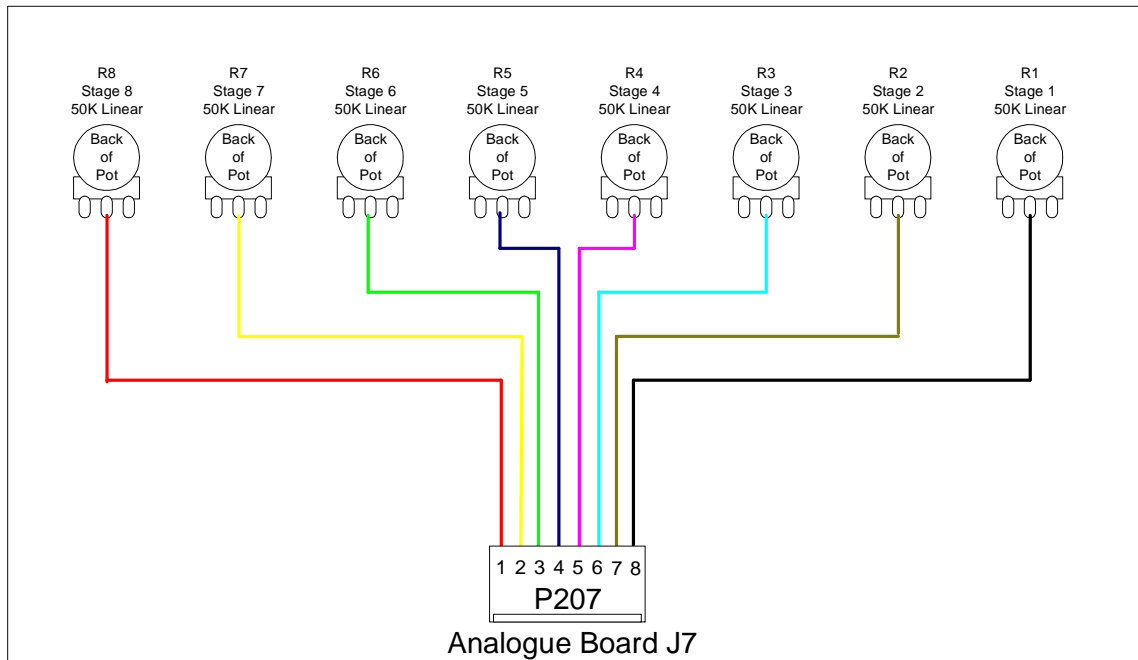 R8
Stage 8
50K Linear
R7
Stage 7
50K Linear
R6
Stage 6
50K Linear
R5
Stage 5
50K Linear
R4
Stage 4
50K Linear
R3
Stage 3
50K Linear
R2
Stage 2
50K Linear
R1
Stage 1
50K Linear
Back
of
Pot
Back
of
Pot
Back
of
Pot
Back
of
Pot
Back
of
Pot
Back
of
Pot
Back
of
Pot
Back
of
Pot
1 2 3 4 5 6 7 8
P207
Analogue Board J7